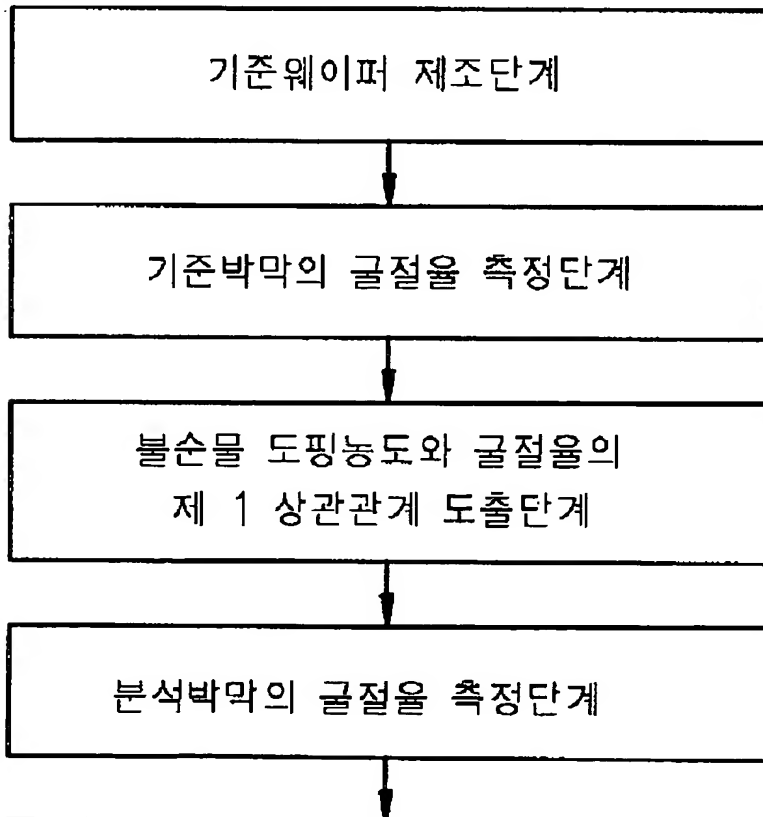 기준웨이퍼 제조단계
기준박막의 굴절율 측정단계
불순물 도핑농도와 굴절율의
제 1 상관관계 도출단계
분석박막의 굴절율 측정단계